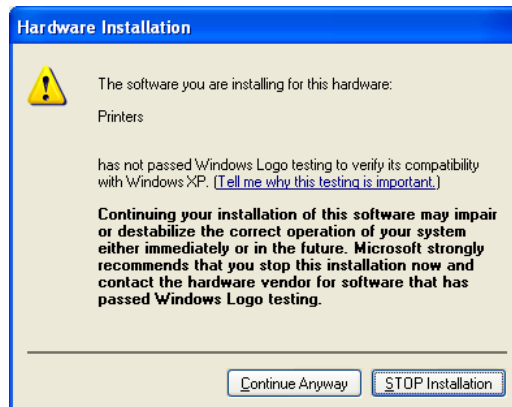 Hardware Installation
The software you are installing for this hardware:
Printers
has not passed Windows Logo testing to verify its compatibility
with Windows XP. (Tell me why this testing is important.)
Continuing your installation of this software may impair
or destabilize the correct operation of your system
either immediately or in the future. Microsoft strongly
recommends that you stop this installation now and
contact the hardware vendor for software that has
passed Windows Logo testing.
Continue Anyway
STOP Installation